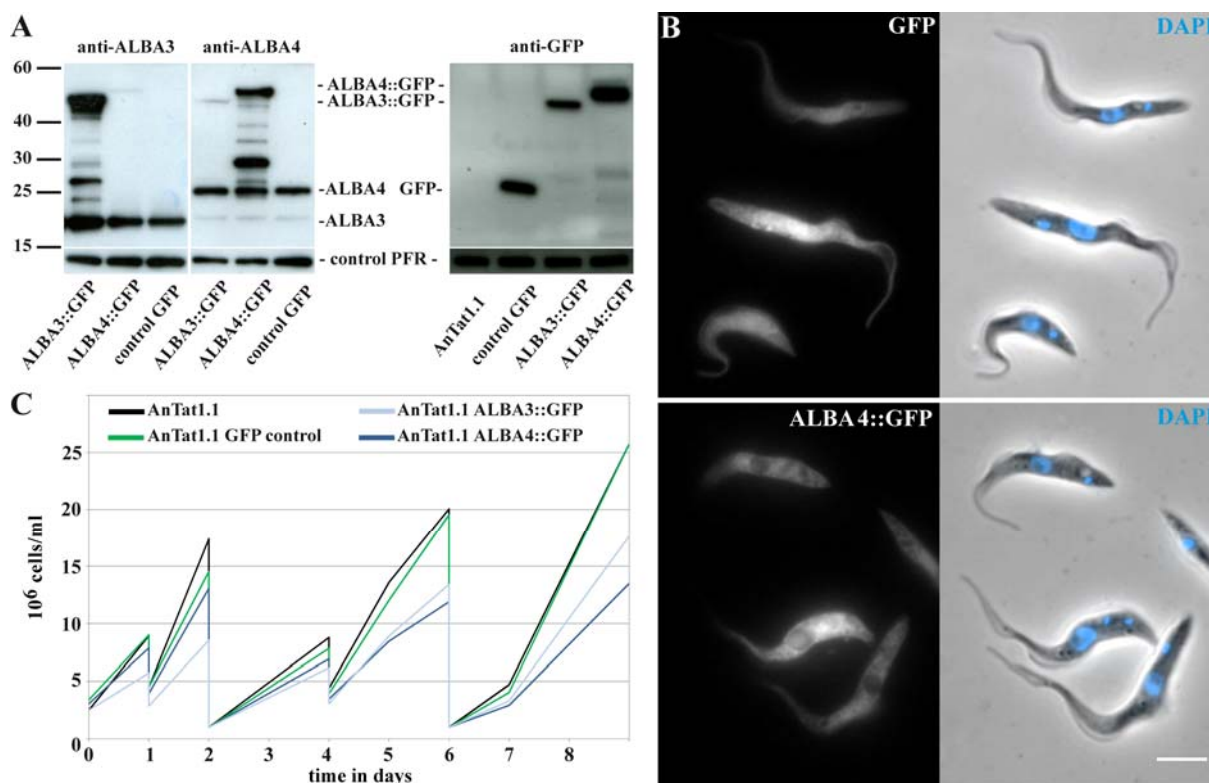 A
anti-ALBA3 anti-ALBA4 anti-GFP
60
40
30
25
20
15
- ALBA4::GFP -
- ALBA3::GFP -
-ALBA4 GFP-
-ALBA3
- control PFR -
ALBA3::GFP
ALBA4::GFP
control GFP
ALBA3::GFP
ALBA4::GFP
control GFP
AnTat1.1
control GFP
ALBA3::GFP
ALBA4::GFP
B
GFP
DAPI
ALBA4::GFP
DAPI
C
AnTat1.1
AnTat1.1 GFP control
AnTat1.1 ALBA3::GFP
AnTat1.1 ALBA4::GFP
10⁶ cells/ml
25
20
15
10
5
0
0 1 2 3 4 5 6 7 8
time in days